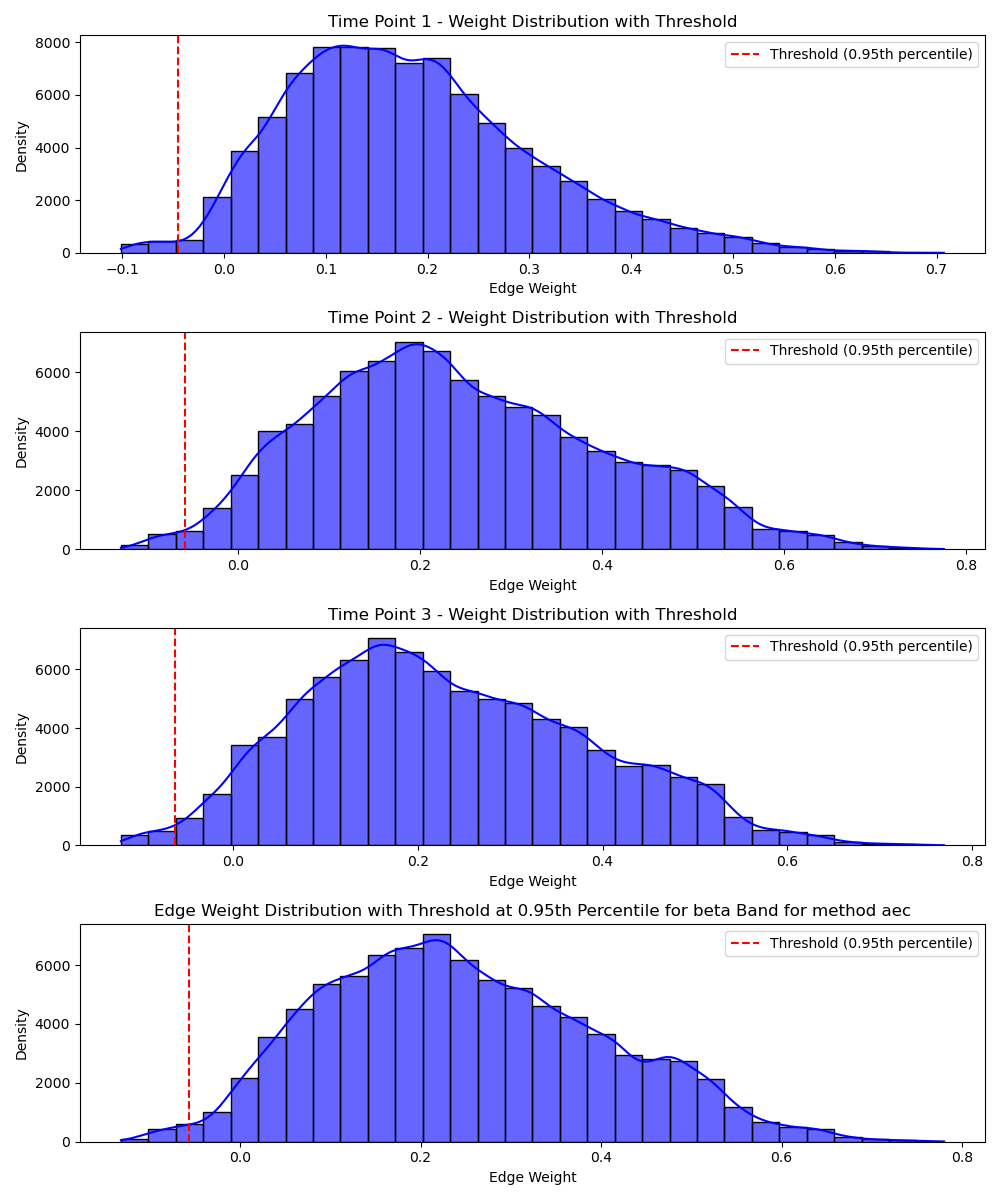 Time Point 1 - Weight Distribution with Threshold
Threshold (0.95th percentile)
Density
8000
6000
4000
2000
0
−0.1 0.0 0.1 0.2 0.3 0.4 0.5 0.6 0.7
Edge Weight
Time Point 2 - Weight Distribution with Threshold
Threshold (0.95th percentile)
Density
6000
4000
2000
0
0.0 0.2 0.4 0.6 0.8
Edge Weight
Time Point 3 - Weight Distribution with Threshold
Threshold (0.95th percentile)
Density
6000
4000
2000
0
0.0 0.2 0.4 0.6 0.8
Edge Weight
Edge Weight Distribution with Threshold at 0.95th Percentile for beta Band for method aec
Threshold (0.95th percentile)
Density
6000
4000
2000
0
0.0 0.2 0.4 0.6 0.8
Edge Weight